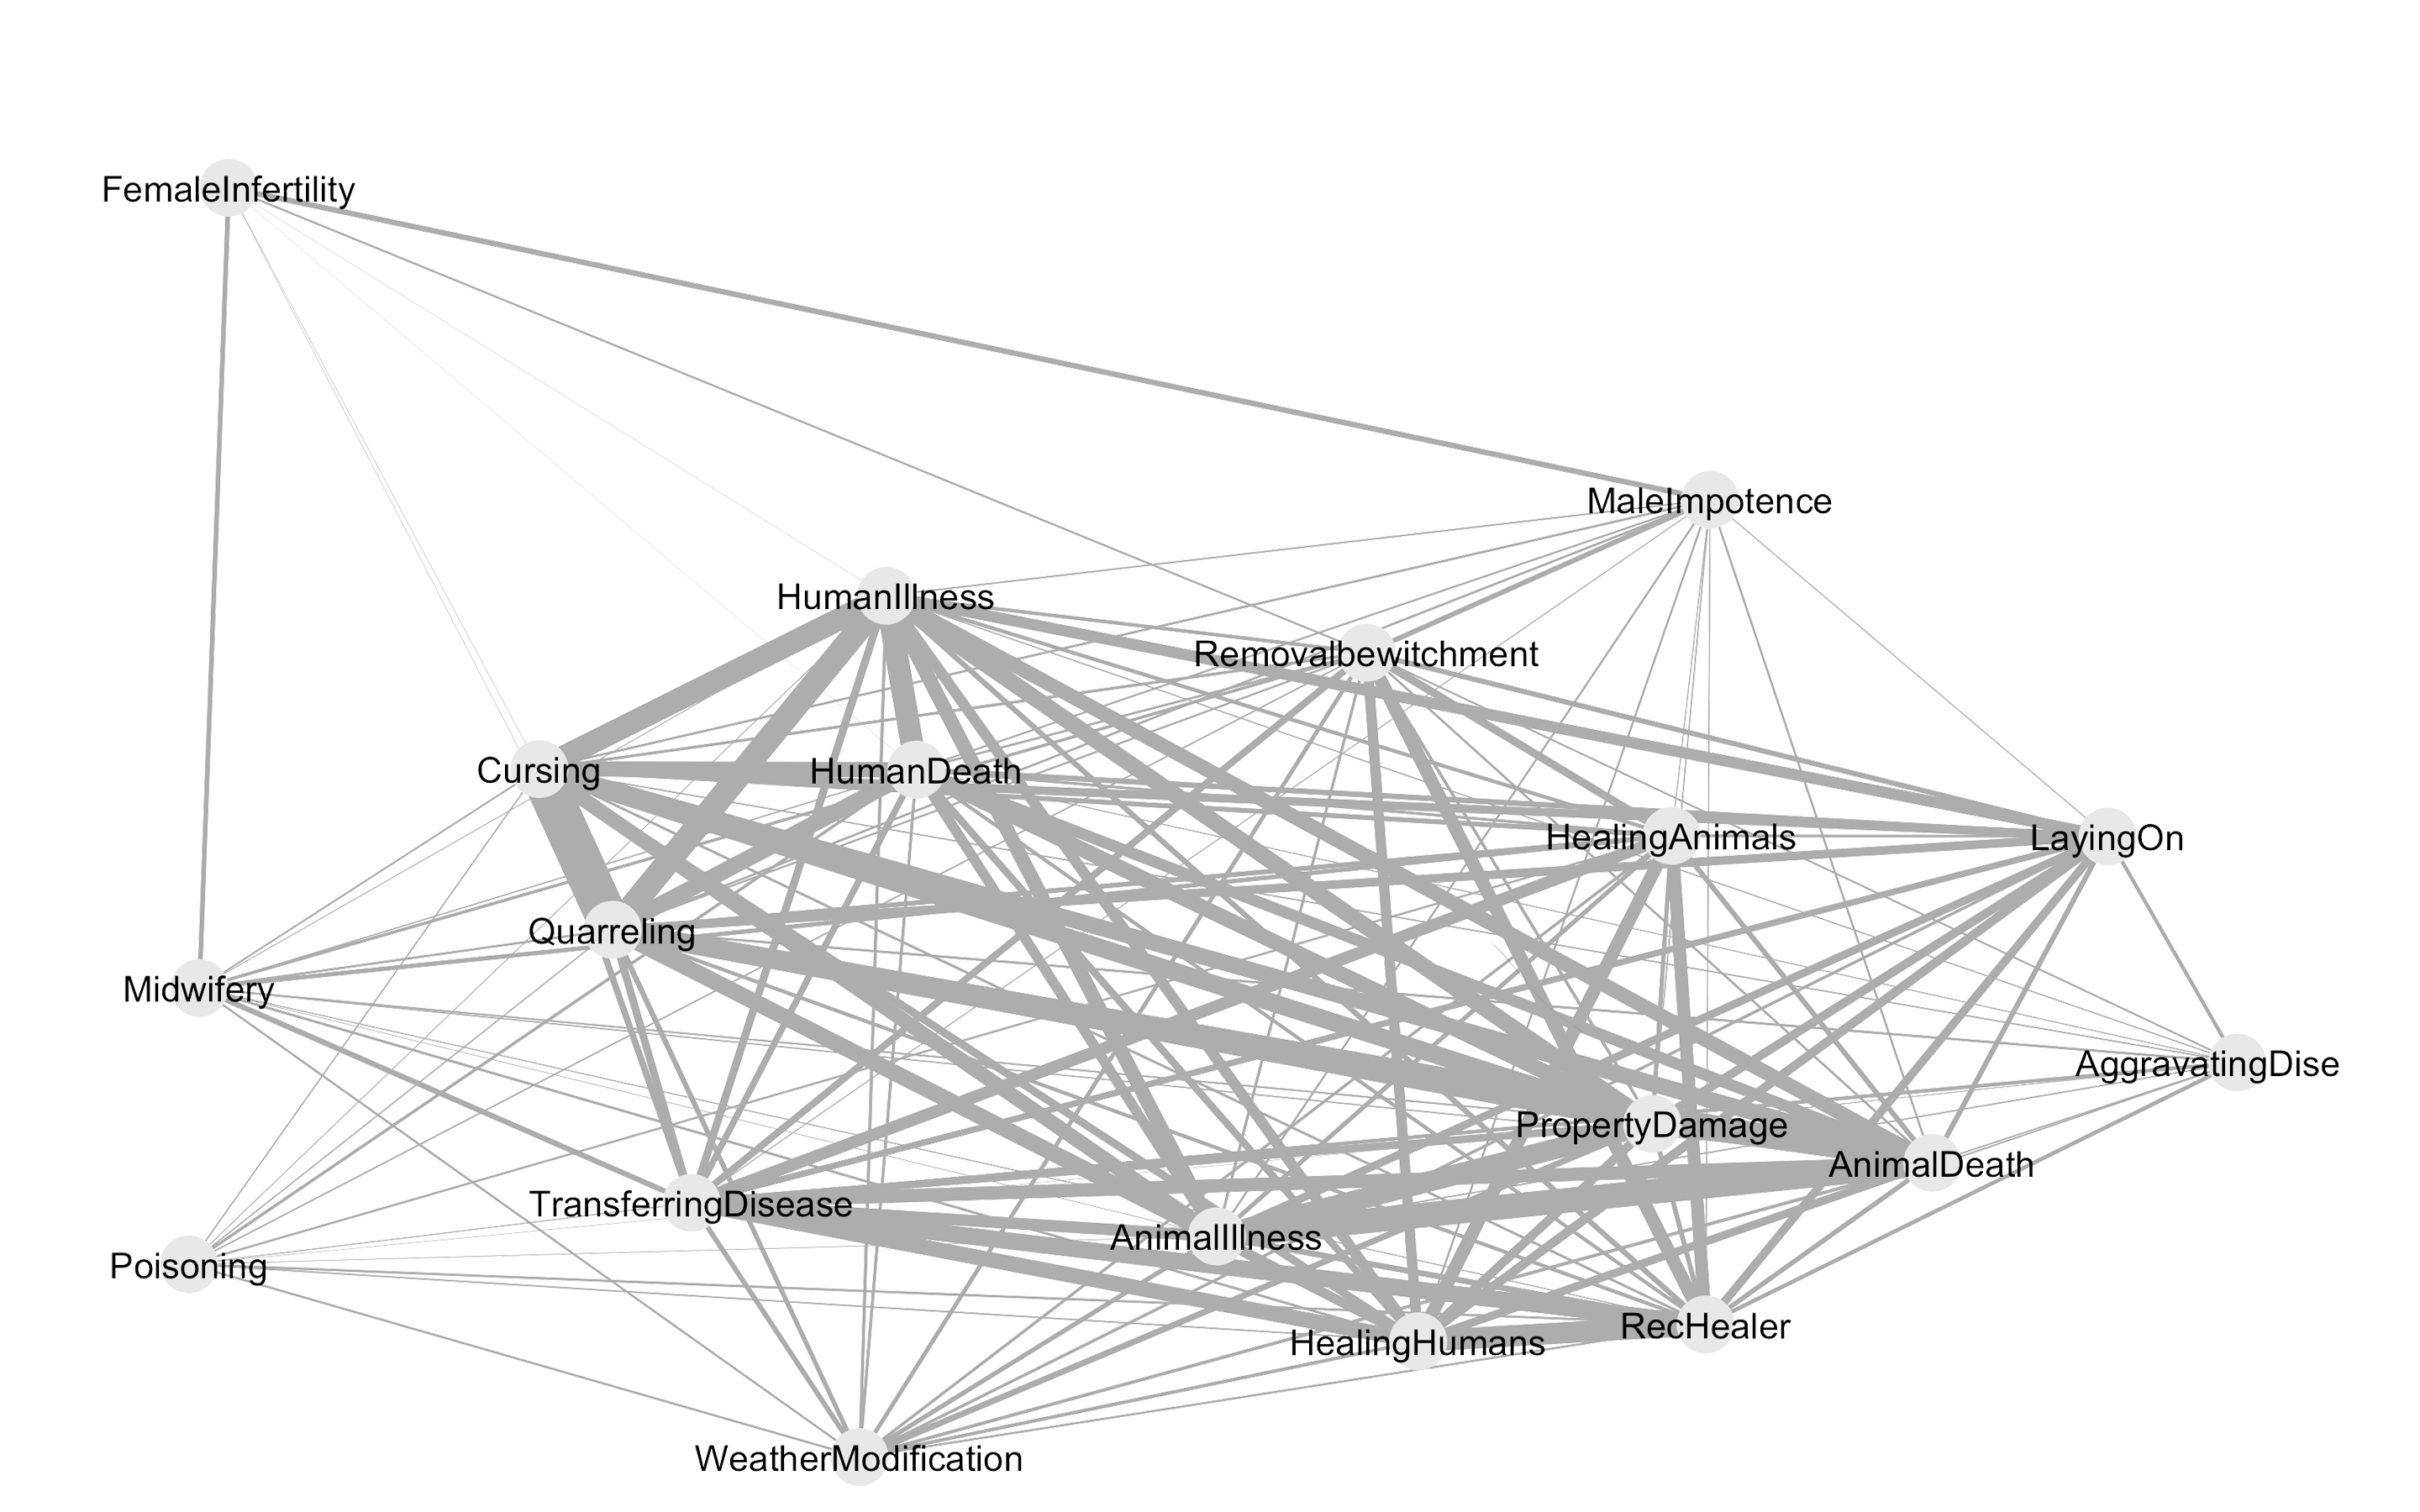 FemaleInfertility
MaleImpotence
HumanIllness
Removalbewitchment
Cursing
HumanDeath
HealingAnimals
LayingOn
Quarreling
Midwifery
AggravatingDise
PropertyDamage
AnimalDeath
TransferringDisease
AnimalIllness
Poisoning
RecHealer
HealingHumans
WeatherModification